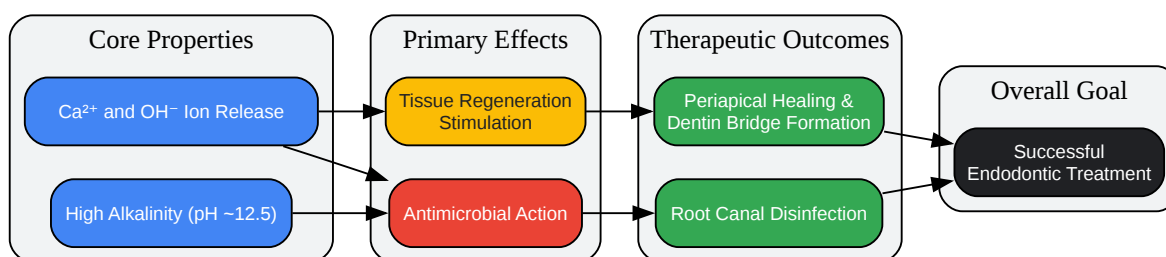 Core Properties
Ca²⁺ and OH⁻ Ion Release
High Alkalinity (pH ~12.5)
Primary Effects
Tissue Regeneration
Stimulation
Antimicrobial Action
Therapeutic Outcomes
Periapical Healing &
Dentin Bridge Formation
Root Canal Disinfection
Overall Goal
Successful
Endodontic Treatment